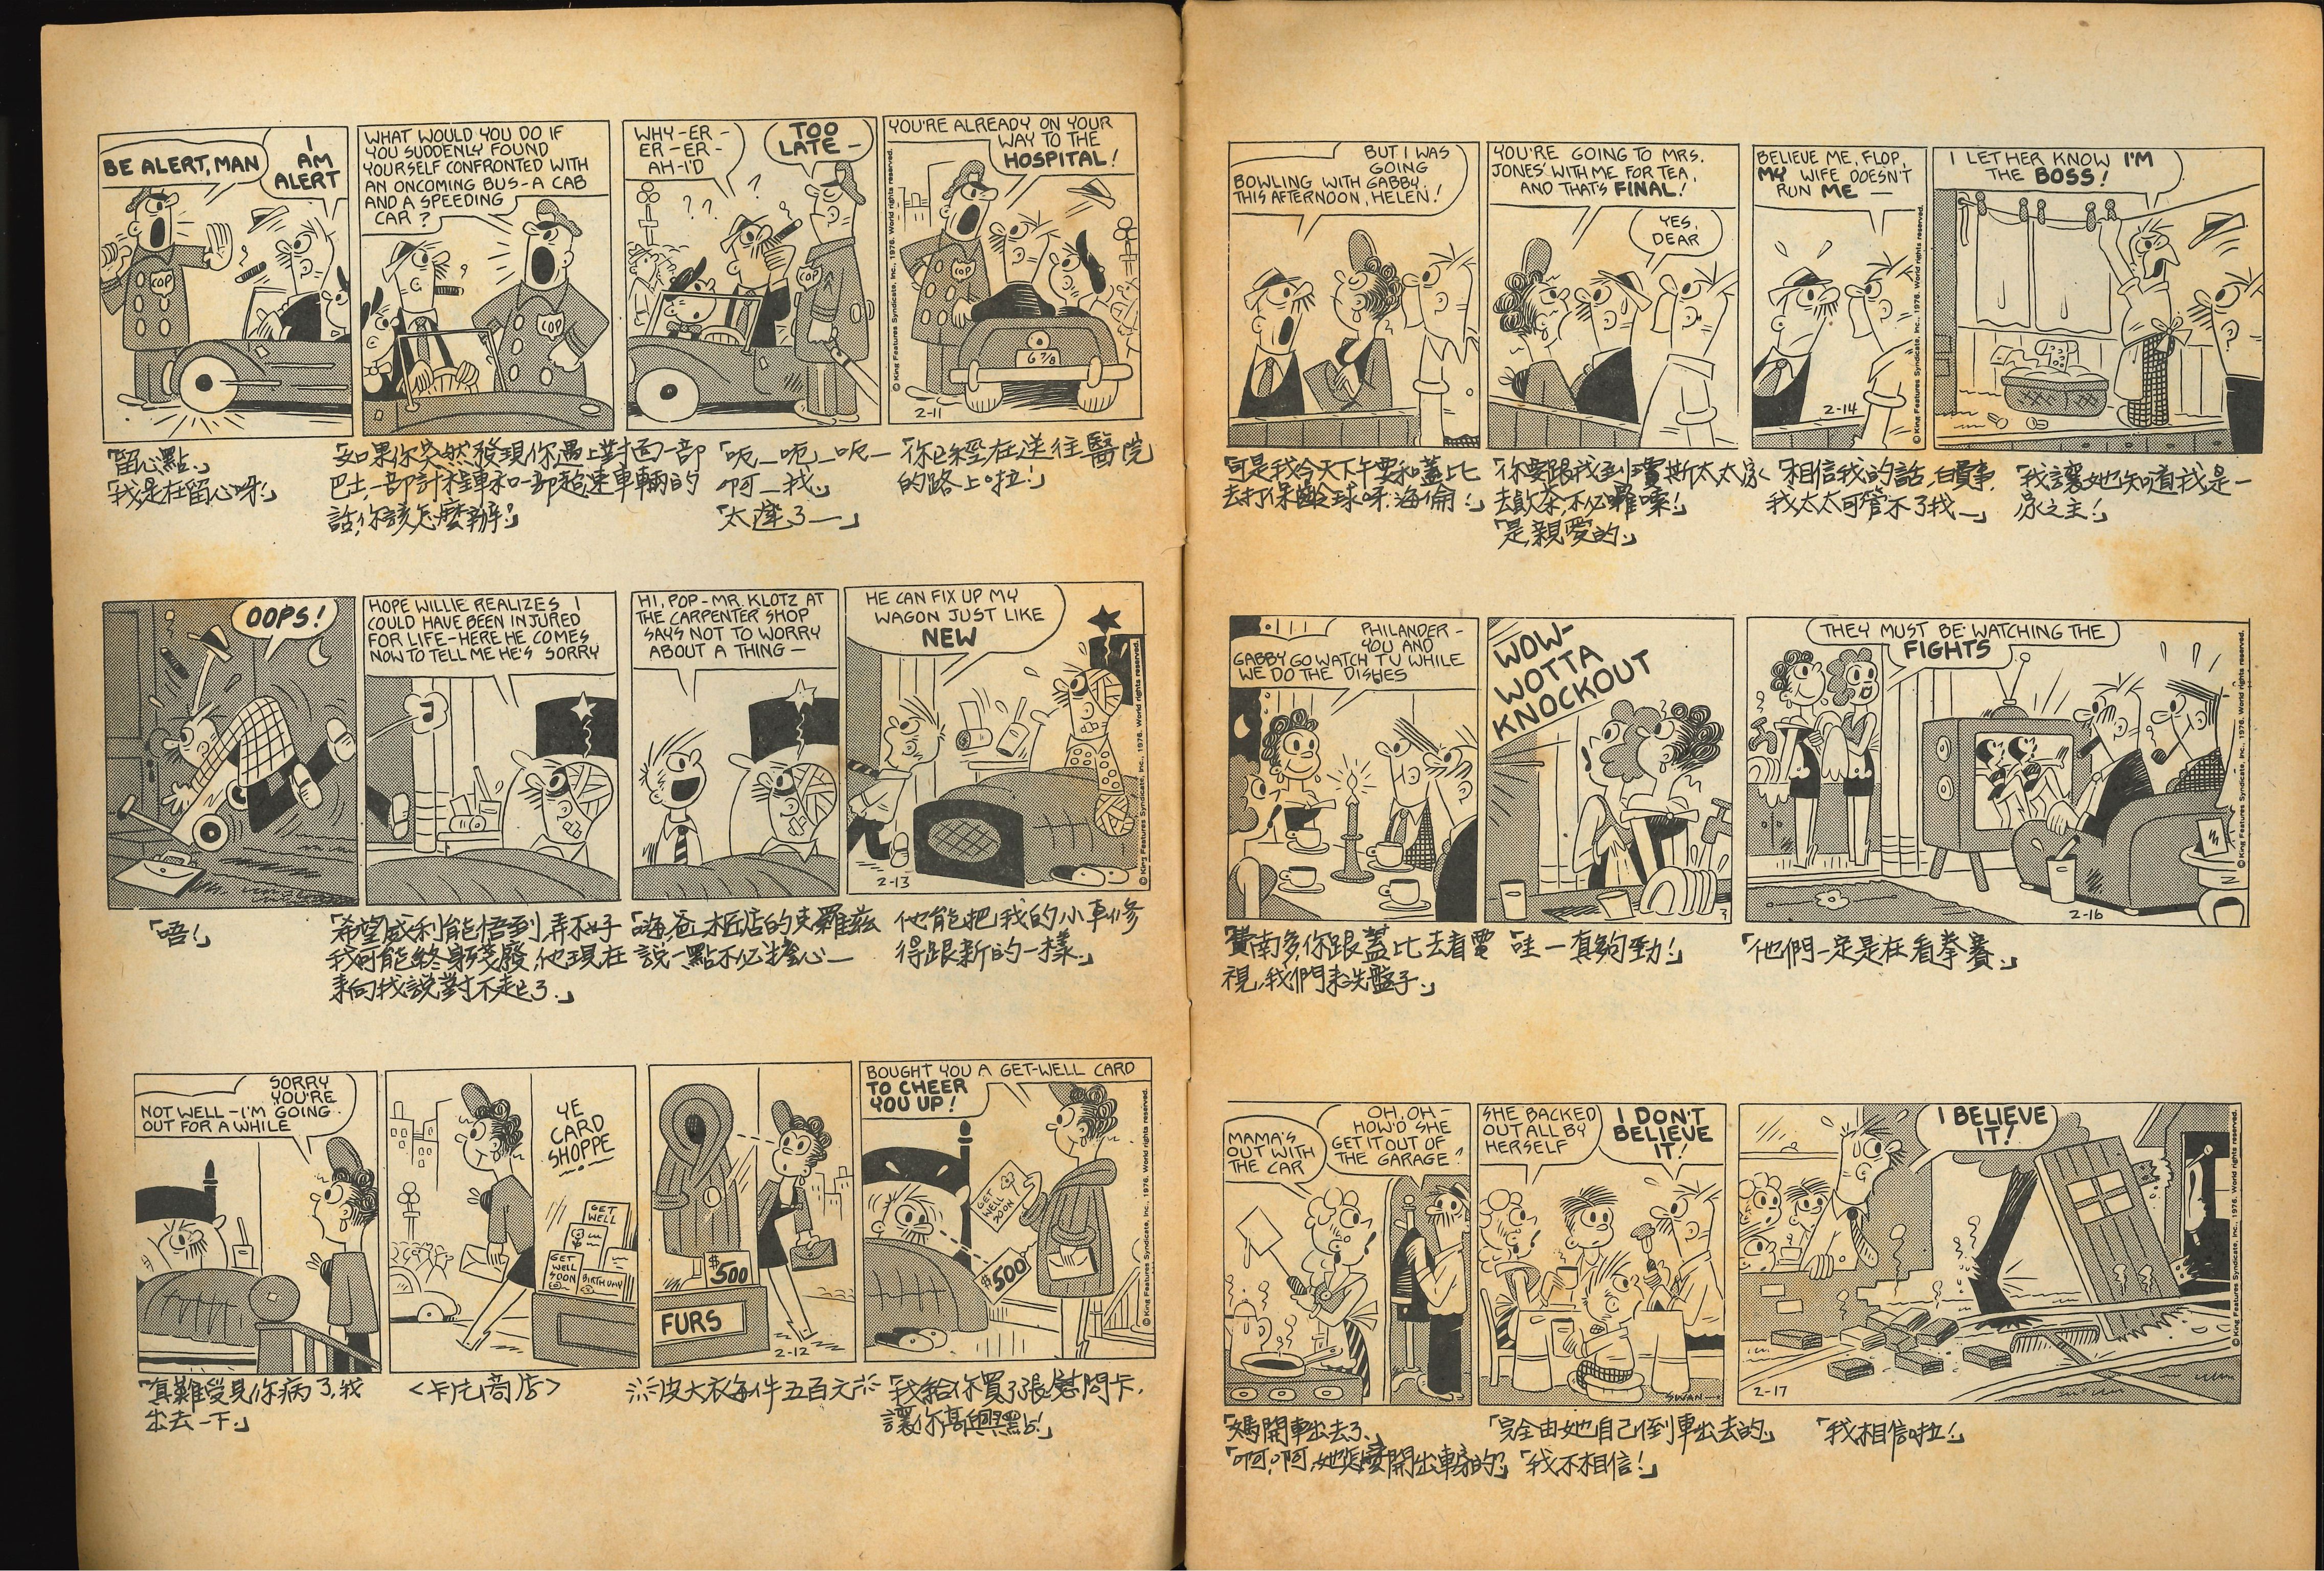 BE ALERT, MAN
I
AM
ALERT
COP
WHAT WOULD YOU DO IF
YOU SUDDENLY FOUND
YOURSELF CONFRONTED WITH
AN ONCOMING BUS-A CAB
AND A SPEEDING
CAR?
COP
WHY-ER-
ER-ER-
AH-I'D
TOO
LATE-
COP
YOU'RE ALREADY ON YOUR
WAY TO THE
HOSPITAL!
COP
6 7/8
2-11
© King Features Syndicate, Inc., 1976. World rights reserved.
「留心點。」
「我是在留心呀!」
「如果你突然發現你遇上對面一部
巴士,一部計程車和一部超速車輛的
話,你該怎麼辦?」
「呃_呃_呃_
啊_我。」
「太遲了_」
你已經在送往醫院
的路上啦!」
OOPS!
HOPE WILLIE REALIZES I
COULD HAVE BEEN INJURED
FOR LIFE-HERE HE COMES
NOW TO TELL ME HE'S SORRY
HI, POP-MR. KLOTZ AT
THE CARPENTER SHOP
SAYS NOT TO WORRY
ABOUT A THING-
HE CAN FIX UP MY
WAGON JUST LIKE
NEW
2-13
© King Features Syndicate, Inc., 1976. World rights reserved.
「唔!」
「希望威利能悟到,弄不好
我可能終身殘廢,他現在
來向我說對不起了。」
「嗨,爸_木匠店的克羅茲
說一點不必擔心_
他能把我的小車修
得跟新的一樣。」
SORRY
YOU'RE
NOT WELL-I'M GOING
OUT FOR A WHILE
YE
CARD
SHOPPE
GET
WELL
GET
WELL
SOON
BIRTHDAY
$500
FURS
2-12
BOUGHT YOU A GET-WELL CARD
TO CHEER
YOU UP!
GET
WELL
SOON
$500
© King Features Syndicate, Inc., 1976. World rights reserved.
「真難受見你病了,我
出去一下。」
<卡片商店>
皮大衣每件五百元
「我給你買了張慰問卡,
讓你高興點!」
BUT I WAS
GOING
BOWLING WITH GABBY
THIS AFTERNOON, HELEN!
YOU'RE GOING TO MRS.
JONES' WITH ME FOR TEA,
AND THAT'S FINAL!
YES,
DEAR
BELIEVE ME, FLOP,
MY WIFE DOESN'T
RUN ME-
2-14
© King Features Syndicate, Inc., 1976. World rights reserved.
I LET HER KNOW I'M
THE BOSS!
「可是我今天下午要和蓋比
去打保齡球呀,海倫!」
「你要跟我到瓊斯太太家
去飲茶,不必囉嗦!」
「是,親愛的。」
「相信我的話,白費事,
我太太可管不了我_」
「我讓她知道我是一
家之主!」
PHILANDER-
YOU AND
GABBY GO WATCH TV WHILE
WE DO THE DISHES
WOW-
WOTTA
KNOCKOUT
THEY MUST BE WATCHING THE
FIGHTS
2-16
© King Features Syndicate, Inc., 1976. World rights reserved.
「費南多,你跟蓋比去看電
視,我們來洗盤子。」
「哇—真夠勁!」
「他們一定是在看拳賽。」
MAMA'S
OUT WITH
THE CAR
OH, OH-
HOW'D SHE
GET IT OUT OF
THE GARAGE?
SHE BACKED
OUT ALL BY
HERSELF
I DON'T
BELIEVE
IT!
SWAN
I BELIEVE
IT!
2-17
© King Features Syndicate, Inc., 1976. World rights reserved.
「媽開車出去了。」
「啊,啊,她怎麼開出車房的?」
「完全由她自己倒車出去的。」
「我不相信!」
「我相信啦!」